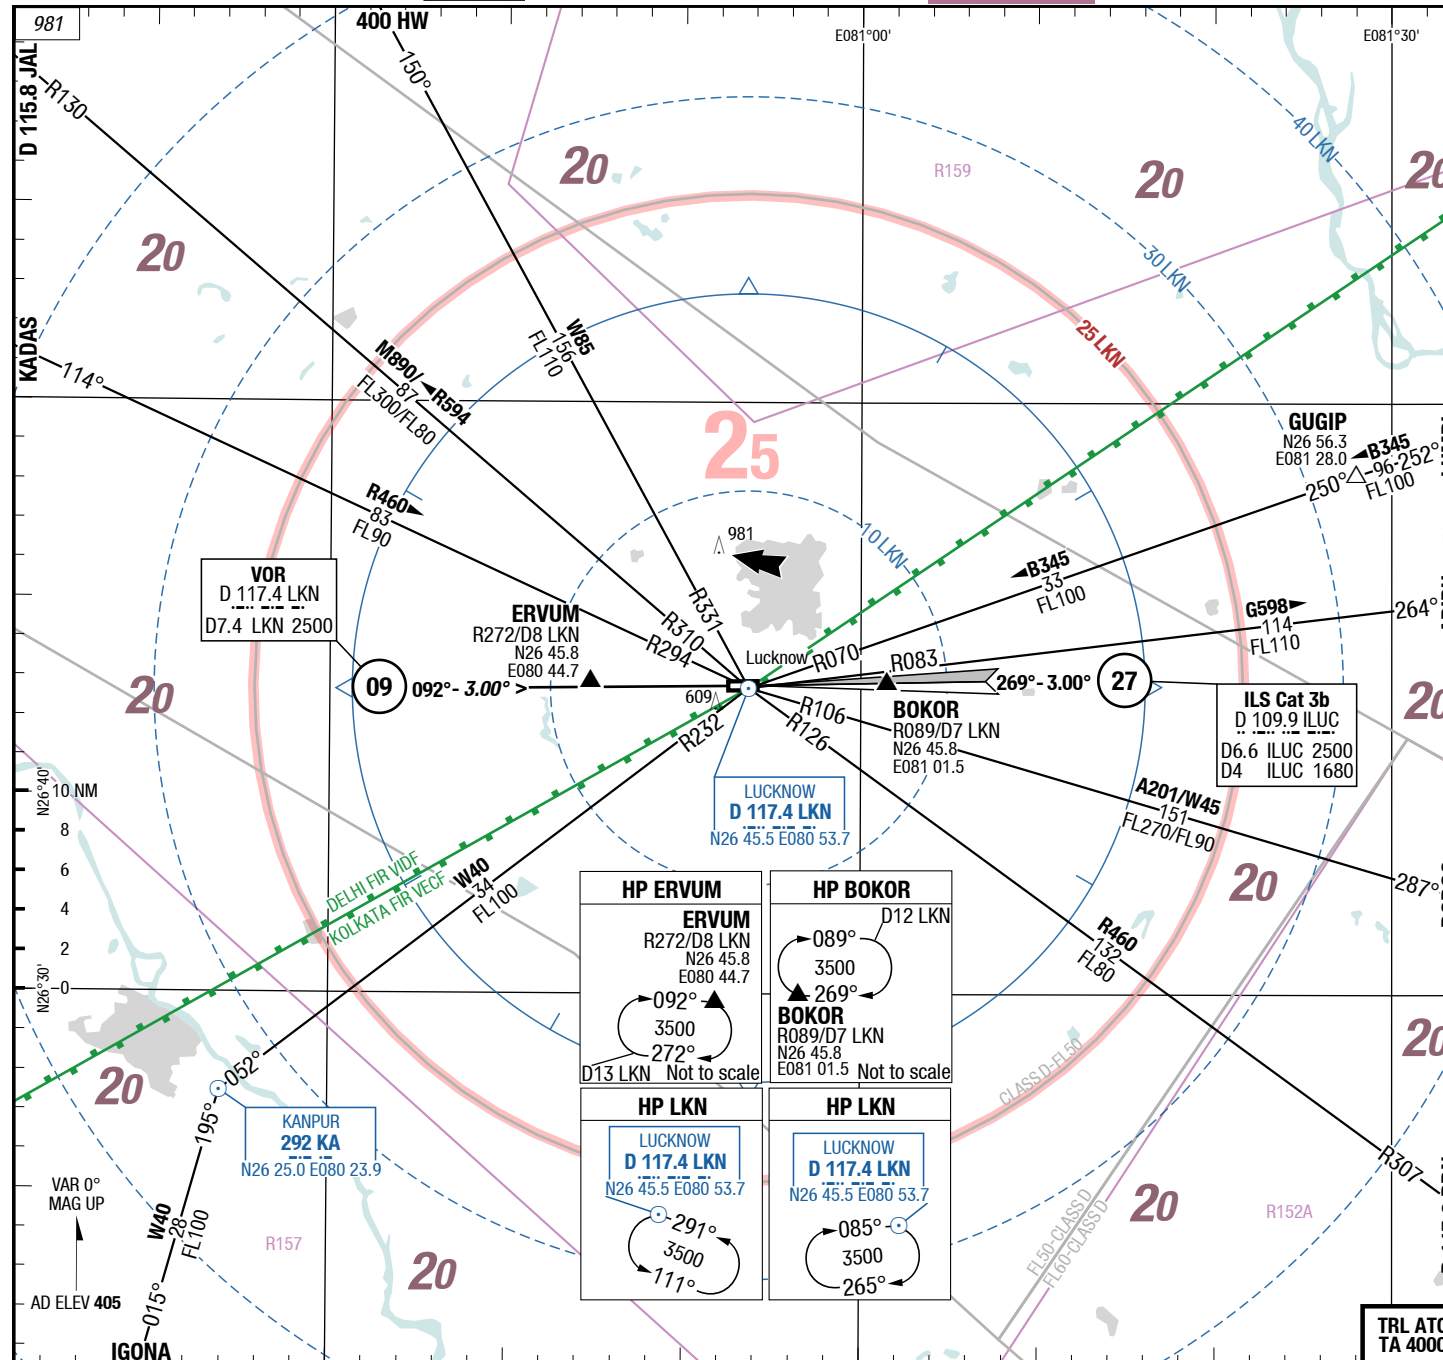 981
400 HW
E081°00'
E081°30'
D 115.8 JAL
R130
150°
40 LKN
20
R159
20
20
30 LKN
KADAS
114°
W85
156
FL110
M890/◄R594
87
FL300/FL80
25 LKN
25
GUGIP
N26 56.3
E081 28.0
◄B345
250°
96-252°
FL100
R460►
83
FL90
981
10 LKN
◄B345
33
FL100
VOR
D 117.4 LKN
D7.4 LKN 2500
ERVUM
R272/D8 LKN
N26 45.8
E080 44.7
R331
R310
R294
G598►
114
FL110
264°
Lucknow
R070
R083
09
092°- 3.00° >
269°- 3.00°
27
20
609
R232
R106
R126
BOKOR
R089/D7 LKN
N26 45.8
E081 01.5
ILS Cat 3b
D 109.9 ILUC
D6.6 ILUC 2500
D4 ILUC 1680
N26°40'
10 NM
8
6
4
2
0
N26°30'
LUCKNOW
D 117.4 LKN
N26 45.5 E080 53.7
A201/W45
151
FL270/FL90
287°
DELHI FIR VIDF
KOLKATA FIR VECF
W40
34
FL100
20
HP ERVUM
ERVUM
R272/D8 LKN
N26 45.8
E080 44.7
092°
3500
272°
D13 LKN Not to scale
HP BOKOR
D12 LKN
089°
3500
269°
BOKOR
R089/D7 LKN
N26 45.8
E081 01.5 Not to scale
R460
132
FL80
CLASS D-FL50
20
052°
195°
KANPUR
292 KA
N26 25.0 E080 23.9
HP LKN
LUCKNOW
D 117.4 LKN
N26 45.5 E080 53.7
291°
3500
111°
HP LKN
LUCKNOW
D 117.4 LKN
N26 45.5 E080 53.7
085°
3500
265°
R307
VAR 0°
MAG UP
W40
28
FL100
R157
20
20
R152A
FL50-CLASS D
FL60-CLASS D
AD ELEV 405
015°
IGONA
TRL ATC
TA 4000